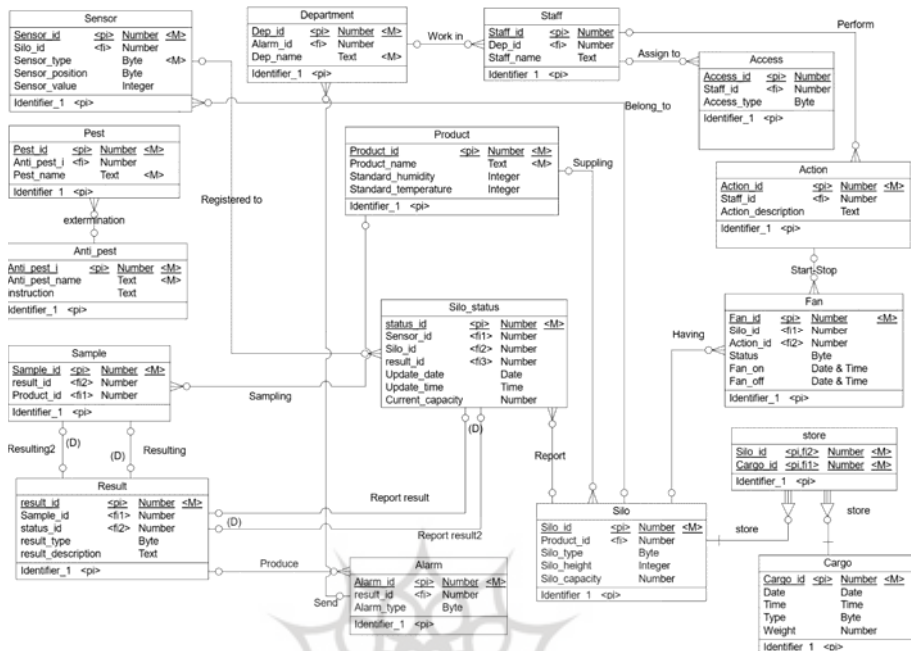 Sensor
Sensor_id <pi> Number <M>
Silo_id <fi> Number
Sensor_type Byte <M>
Sensor_position Byte
Sensor_value Integer
Identifier_1 <pi>
Department
Dep_id <pi> Number <M>
Alarm_id <fi> Number
Dep_name Text <M>
Identifier_1 <pi>
Work in
Staff
Staff_id <pi> Number <M>
Dep_id <fi> Number
Staff_name Text
Identifier_1 <pi>
Perform
Assign to
Access
Access_id <pi> Number
Staff_id <fi> Number
Access_type Byte
Identifier_1 <pi>
Belong_to
Pest
Pest_id <pi> Number <M>
Anti_pest_i <fi> Number
Pest_name Text <M>
Identifier_1 <pi>
extermination
Registered to
Product
Product_id <pi> Number <M>
Product_name Text <M>
Standard_humidity Integer
Standard_temperature Integer
Identifier_1 <pi>
Suppling
Action
Action_id <pi> Number <M>
Staff_id <fi> Number
Action_description Text
Identifier_1 <pi>
Start-Stop
Anti_pest
Anti_pest_i <pi> Number <M>
Anti_pest_name Text <M>
instruction Text
Identifier_1 <pi>
Silo_status
status_id <pi> Number <M>
Sensor_id <fi1> Number
Silo_id <fi2> Number
result_id <fi3> Number
Update_date Date
Update_time Time
Current_capacity Number
(D)
Having
Fan
Fan_id <pi> Number <M>
Silo_id <fi1> Number
Action_id <fi2> Number
Status Byte
Fan_on Date & Time
Fan_off Date & Time
Identifier_1 <pi>
Sample
Sample_id <pi> Number <M>
result_id <fi2> Number
Product_id <fi1> Number
Identifier_1 <pi>
Sampling
Resulting2
(D)
(D)
Resulting
Report
store
Silo_id <pi,fi2> Number <M>
Cargo_id <pi,fi1> Number <M>
Identifier_1 <pi>
store
store
Result
result_id <pi> Number <M>
Sample_id <fi1> Number
status_id <fi2> Number
result_type Byte
result_description Text
Identifier_1 <pi>
Report result
(D)
Report result2
Produce
Send
Alarm
Alarm_id <pi> Number <M>
result_id <fi> Number
Alarm_type Byte
Identifier_1 <pi>
Silo
Silo_id <pi> Number <M>
Product_id <fi> Number
Silo_type Byte
Silo_height Integer
Silo_capacity Number
Identifier_1 <pi>
Cargo
Cargo_id <pi> Number <M>
Date Date
Time Time
Type Byte
Weight Number
Identifier_1 <pi>